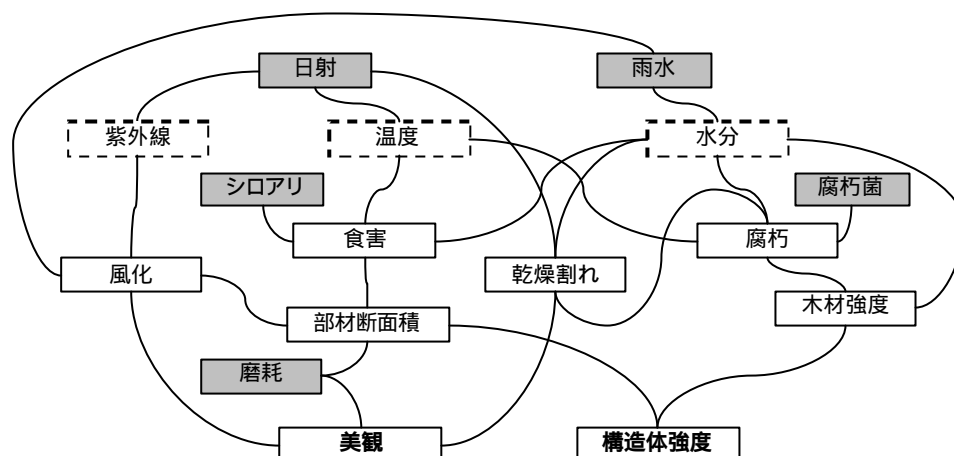 日射
雨水
紫外線
温度
水分
シロアリ
腐朽菌
食害
腐朽
風化
乾燥割れ
部材断面積
木材強度
磨耗
美観
構造体強度